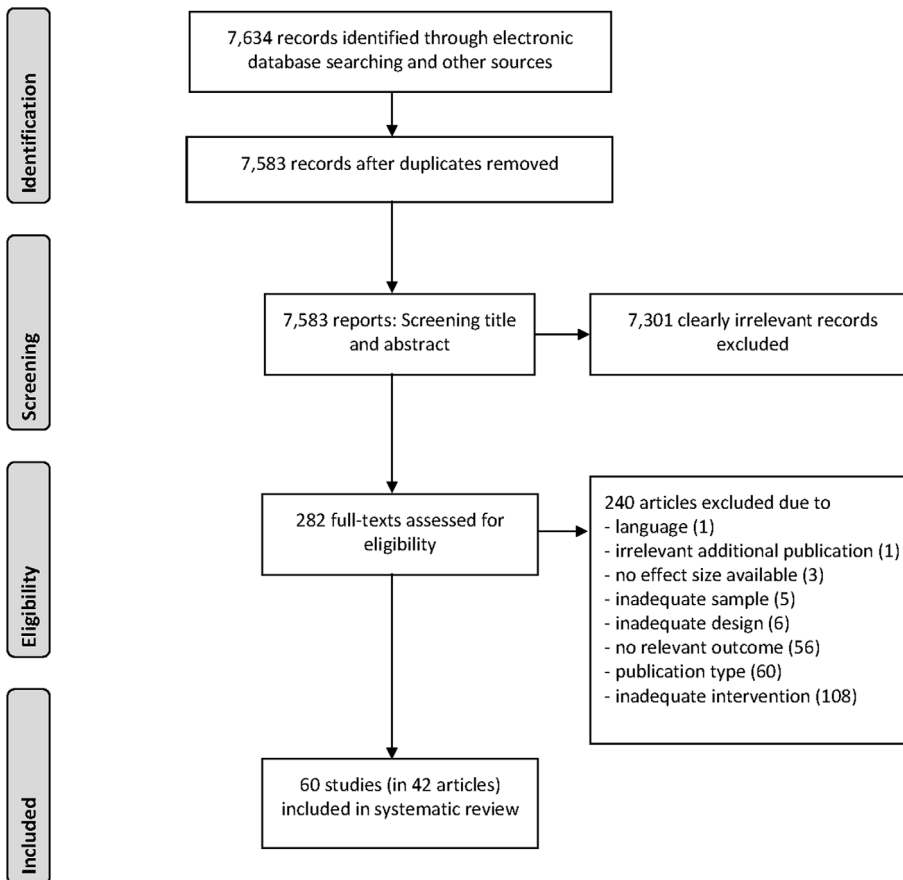 Identification
7,634 records identified through electronic
database searching and other sources
7,583 records after duplicates removed
Screening
7,583 reports: Screening title
and abstract
7,301 clearly irrelevant records
excluded
Eligibility
282 full-texts assessed for
eligibility
240 articles excluded due to
- language (1)
- irrelevant additional publication (1)
- no effect size available (3)
- inadequate sample (5)
- inadequate design (6)
- no relevant outcome (56)
- publication type (60)
- inadequate intervention (108)
Included
60 studies (in 42 articles)
included in systematic review